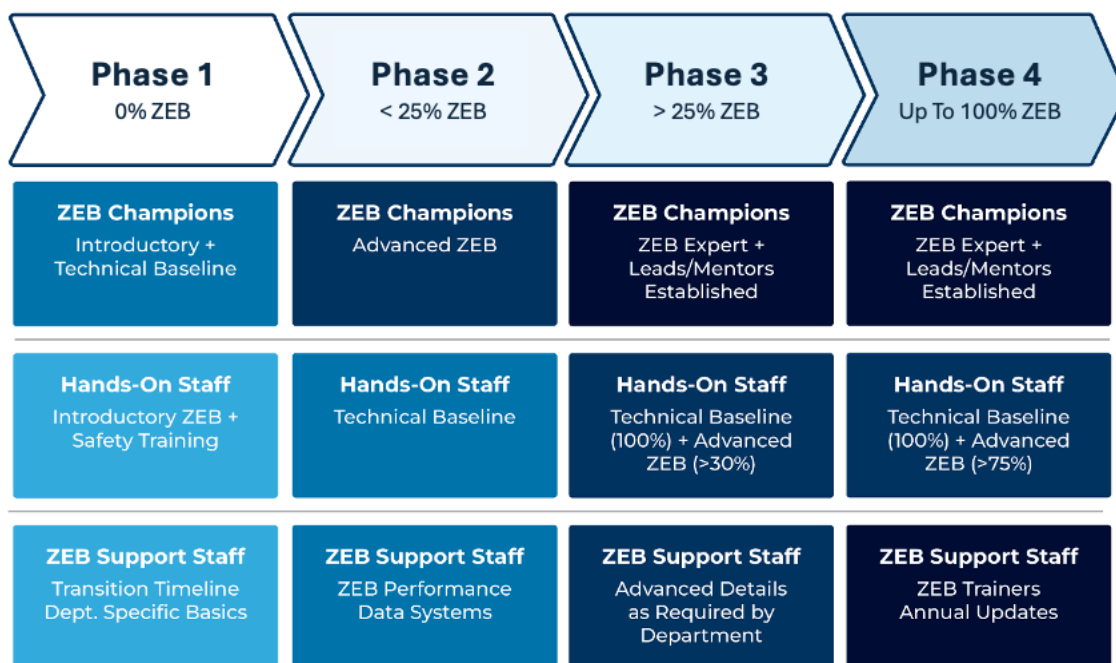 Phase 1
0% ZEB
Phase 2
< 25% ZEB
Phase 3
> 25% ZEB
Phase 4
Up To 100% ZEB
ZEB Champions
Introductory +
Technical Baseline
ZEB Champions
Advanced ZEB
ZEB Champions
ZEB Expert +
Leads/Mentors
Established
ZEB Champions
ZEB Expert +
Leads/Mentors
Established
Hands-On Staff
Introductory ZEB +
Safety Training
Hands-On Staff
Technical Baseline
Hands-On Staff
Technical Baseline
(100%) + Advanced
ZEB (>30%)
Hands-On Staff
Technical Baseline
(100%) + Advanced
ZEB (>75%)
ZEB Support Staff
Transition Timeline
Dept. Specific Basics
ZEB Support Staff
ZEB Performance
Data Systems
ZEB Support Staff
Advanced Details
as Required by
Department
ZEB Support Staff
ZEB Trainers
Annual Updates